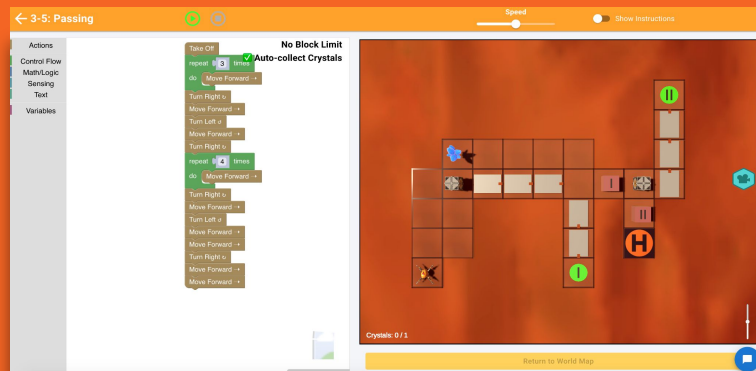 ← 3-5: Passing
Speed
Show Instructions
Actions
Control Flow
Math/Logic
Sensing
Text
Variables
No Block Limit
Auto-collect Crystals
Take Off
repeat 3 times
do Move Forward →
Turn Right ↻
Move Forward →
Turn Left ↺
Move Forward →
Turn Right ↻
repeat 4 times
do Move Forward →
Turn Right ↻
Move Forward →
Turn Left ↺
Move Forward →
Move Forward →
Turn Right ↻
Move Forward →
Move Forward →
II
I
II
H
I
Crystals: 0 / 1
Return to World Map